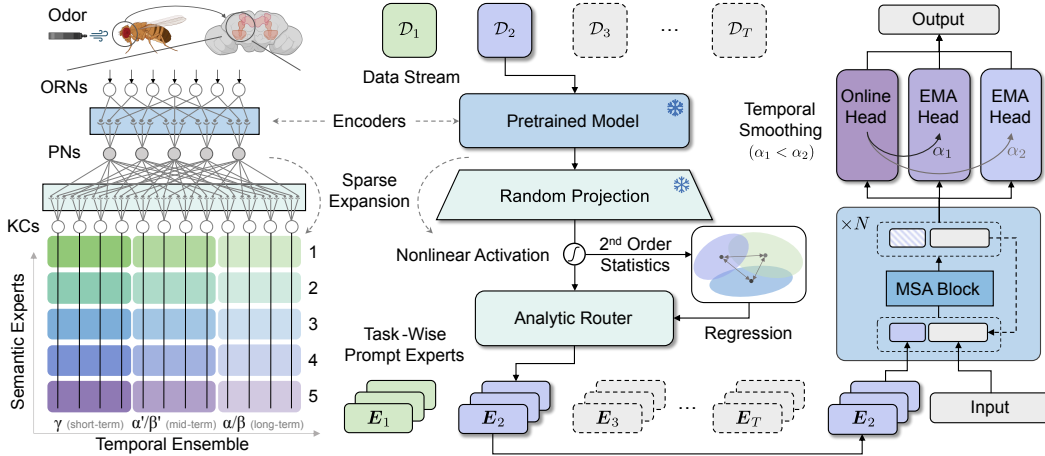 Odor
ORNs
PNs
KCs
Semantic Experts
1
2
3
4
5
γ (short-term) α'/β' (mid-term) α/β (long-term)
Temporal Ensemble
𝒟₁ 𝒟₂ 𝒟₃ ... 𝒟_T
Data Stream
Encoders
Pretrained Model
Sparse
Expansion
Random Projection
Nonlinear Activation
2nd Order
Statistics
Analytic Router
Regression
Task-Wise
Prompt Experts
E₁ E₂ E₃ ... E_T
Output
Temporal
Smoothing
(α₁ < α₂)
Online
Head
EMA
Head
α₁
EMA
Head
α₂
×N
MSA Block
E₂
Input